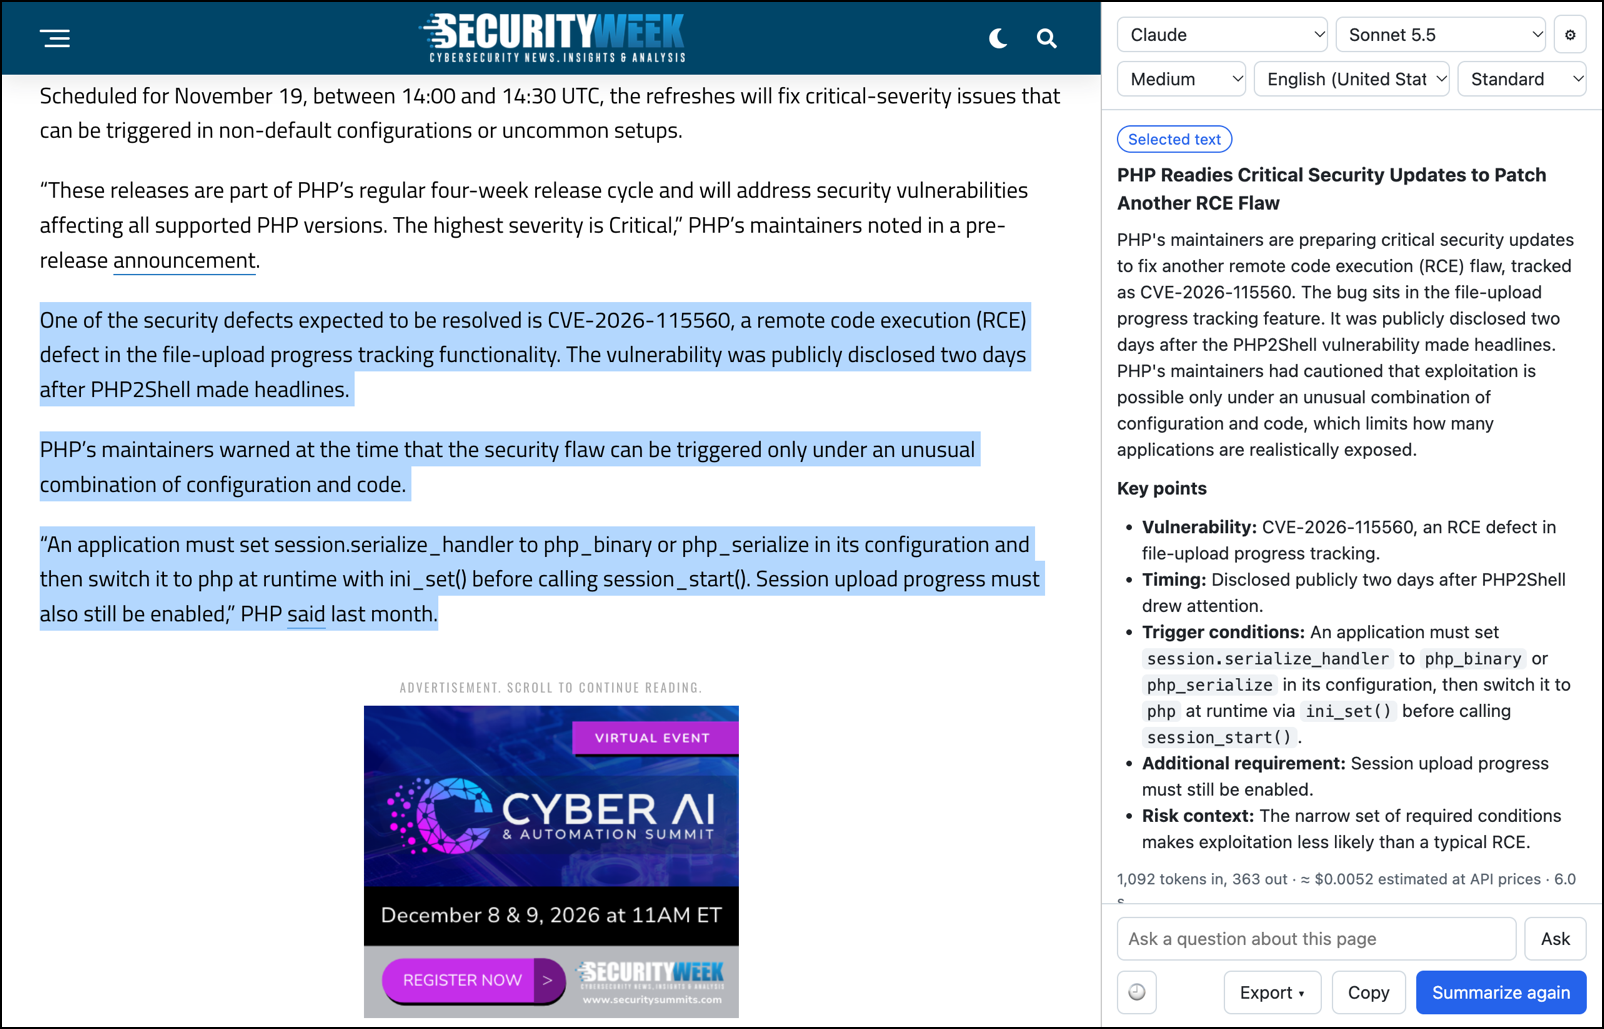 SECURITYWEEK
CYBERSECURITY NEWS, INSIGHTS & ANALYSIS
Scheduled for November 19, between 14:00 and 14:30 UTC, the refreshes will fix critical-severity issues that
can be triggered in non-default configurations or uncommon setups.
“These releases are part of PHP’s regular four-week release cycle and will address security vulnerabilities
affecting all supported PHP versions. The highest severity is Critical,” PHP’s maintainers noted in a pre-
release announcement.
One of the security defects expected to be resolved is CVE-2026-115560, a remote code execution (RCE)
defect in the file-upload progress tracking functionality. The vulnerability was publicly disclosed two days
after PHP2Shell made headlines.
PHP’s maintainers warned at the time that the security flaw can be triggered only under an unusual
combination of configuration and code.
“An application must set session.serialize_handler to php_binary or php_serialize in its configuration and
then switch it to php at runtime with ini_set() before calling session_start(). Session upload progress must
also still be enabled,” PHP said last month.
ADVERTISEMENT. SCROLL TO CONTINUE READING.
VIRTUAL EVENT
CYBER AI
& AUTOMATION SUMMIT
December 8 & 9, 2026 at 11AM ET
REGISTER NOW >
SECURITYWEEK
CYBERSECURITY NEWS, INSIGHTS & ANALYSIS
www.securitysummits.com
Claude
Sonnet 5.5
Medium
English (United Stat
Standard
Selected text
PHP Readies Critical Security Updates to Patch
Another RCE Flaw
PHP's maintainers are preparing critical security updates
to fix another remote code execution (RCE) flaw, tracked
as CVE-2026-115560. The bug sits in the file-upload
progress tracking feature. It was publicly disclosed two
days after the PHP2Shell vulnerability made headlines.
PHP's maintainers had cautioned that exploitation is
possible only under an unusual combination of
configuration and code, which limits how many
applications are realistically exposed.
Key points
• Vulnerability: CVE-2026-115560, an RCE defect in
file-upload progress tracking.
• Timing: Disclosed publicly two days after PHP2Shell
drew attention.
• Trigger conditions: An application must set
session.serialize_handler to php_binary or
php_serialize in its configuration, then switch it to
php at runtime via ini_set() before calling
session_start().
• Additional requirement: Session upload progress
must still be enabled.
• Risk context: The narrow set of required conditions
makes exploitation less likely than a typical RCE.
1,092 tokens in, 363 out · ≈ $0.0052 estimated at API prices · 6.0
s
Ask a question about this page
Ask
Export ▾
Copy
Summarize again